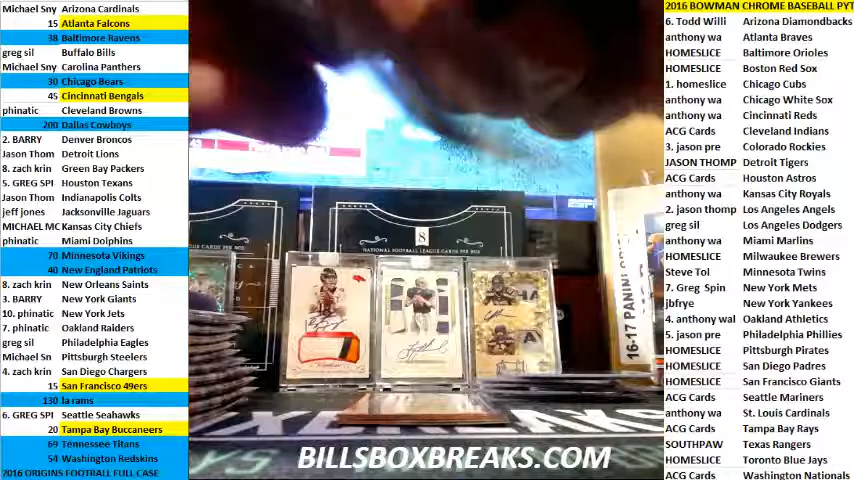 Michael Sny Arizona Cardinals
15 Atlanta Falcons
38 Baltimore Ravens
greg sil Buffalo Bills
Michael Sny Carolina Panthers
30 Chicago Bears
45 Cincinnati Bengals
phinatic Cleveland Browns
200 Dallas Cowboys
2. BARRY Denver Broncos
Jason Thom Detroit Lions
8. zach krin Green Bay Packers
5. GREG SPI Houston Texans
Jason Thom Indianapolis Colts
jeff jones Jacksonville Jaguars
MICHAEL MC Kansas City Chiefs
phinatic Miami Dolphins
70 Minnesota Vikings
40 New England Patriots
8. zach krin New Orleans Saints
3. BARRY New York Giants
10. phinatic New York Jets
7. phinatic Oakland Raiders
greg sil Philadelphia Eagles
Michael Sn Pittsburgh Steelers
4. zach krin San Diego Chargers
15 San Francisco 49ers
130 la rams
6. GREG SPI Seattle Seahawks
20 Tampa Bay Buccaneers
69 Tennessee Titans
54 Washington Redskins
2016 ORIGINS FOOTBALL FULL CASE
ESPN
CARDS PER BOX
8
NATIONAL FOOTBALL LEAGUE CARDS PER BOX
16-17 PANINI
BILLSBOXBREAKS.COM
2016 BOWMAN CHROME BASEBALL PYT
6. Todd Willi Arizona Diamondbacks
anthony wa Atlanta Braves
HOMESLICE Baltimore Orioles
HOMESLICE Boston Red Sox
1. homeslice Chicago Cubs
anthony wa Chicago White Sox
anthony wa Cincinnati Reds
ACG Cards Cleveland Indians
3. jason pre Colorado Rockies
JASON THOMP Detroit Tigers
ACG Cards Houston Astros
anthony wa Kansas City Royals
2. jason thomp Los Angeles Angels
greg sil Los Angeles Dodgers
anthony wa Miami Marlins
HOMESLICE Milwaukee Brewers
Steve Tol Minnesota Twins
7. Greg Spin New York Mets
jbfrye New York Yankees
4. anthony wal Oakland Athletics
5. jason pre Philadelphia Phillies
HOMESLICE Pittsburgh Pirates
HOMESLICE San Diego Padres
HOMESLICE San Francisco Giants
ACG Cards Seattle Mariners
anthony wa St. Louis Cardinals
ACG Cards Tampa Bay Rays
SOUTHPAW Texas Rangers
HOMESLICE Toronto Blue Jays
ACG Cards Washington Nationals